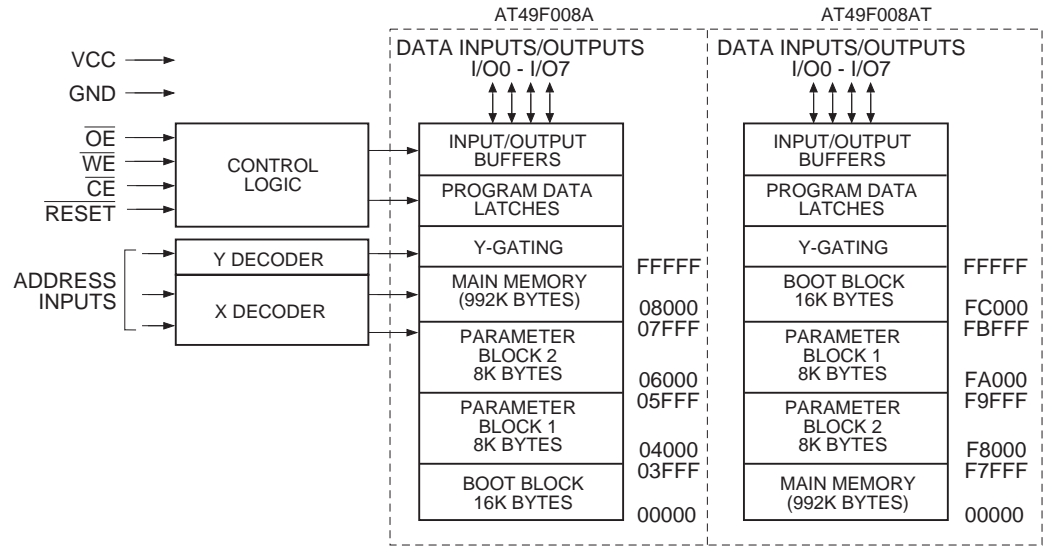 AT49F008A
AT49F008AT
DATA INPUTS/OUTPUTS
I/O0 - I/O7
DATA INPUTS/OUTPUTS
I/O0 - I/O7
VCC
GND
OE
WE
CE
RESET
CONTROL
LOGIC
ADDRESS
INPUTS
Y DECODER
X DECODER
INPUT/OUTPUT
BUFFERS
PROGRAM DATA
LATCHES
Y-GATING
MAIN MEMORY
(992K BYTES)
PARAMETER
BLOCK 2
8K BYTES
PARAMETER
BLOCK 1
8K BYTES
BOOT BLOCK
16K BYTES
FFFFF
08000
07FFF
06000
05FFF
04000
03FFF
00000
INPUT/OUTPUT
BUFFERS
PROGRAM DATA
LATCHES
Y-GATING
BOOT BLOCK
16K BYTES
PARAMETER
BLOCK 1
8K BYTES
PARAMETER
BLOCK 2
8K BYTES
MAIN MEMORY
(992K BYTES)
FFFFF
FC000
FBFFF
FA000
F9FFF
F8000
F7FFF
00000